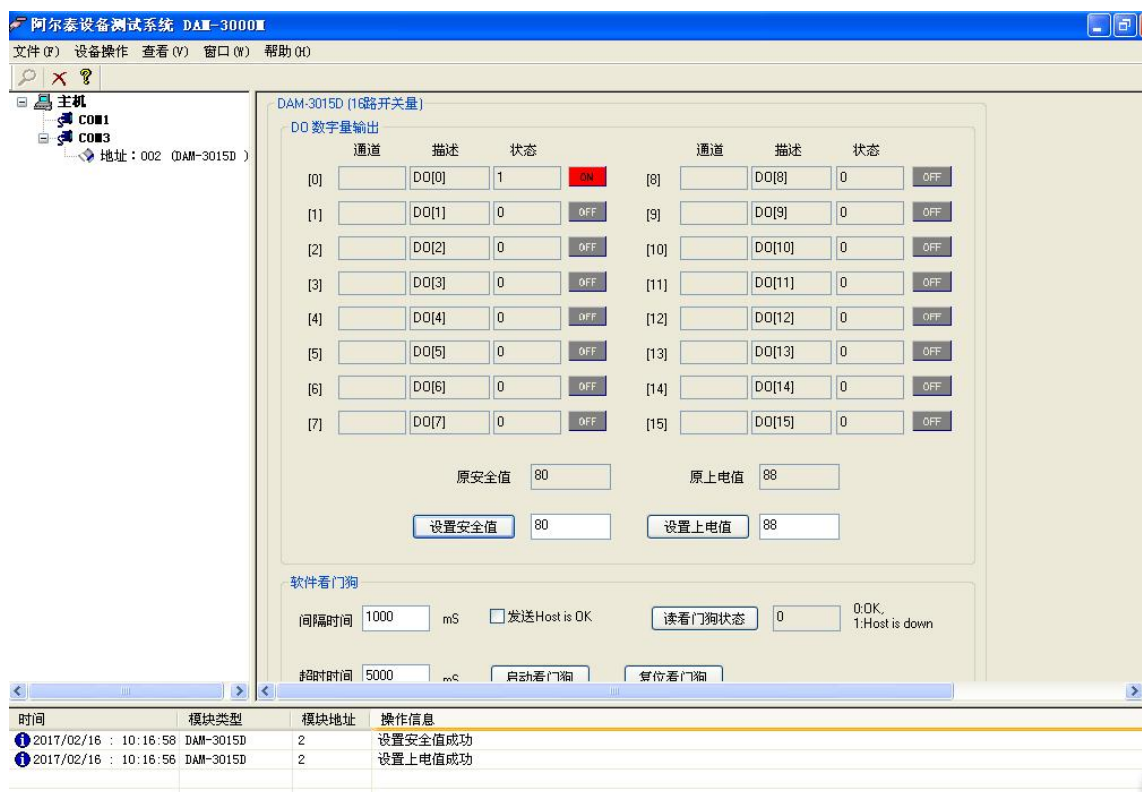 阿尔泰设备测试系统 DAM-3000M
文件(F) 设备操作 查看(V) 窗口(W) 帮助(H)
主机
COM1
COM3
地址：002 (DAM-3015D )
DAM-3015D (16路开关量)
DO 数字量输出
通道 描述 状态 通道 描述 状态
[0] DO[0] 1 ON [8] DO[8] 0 OFF
[1] DO[1] 0 OFF [9] DO[9] 0 OFF
[2] DO[2] 0 OFF [10] DO[10] 0 OFF
[3] DO[3] 0 OFF [11] DO[11] 0 OFF
[4] DO[4] 0 OFF [12] DO[12] 0 OFF
[5] DO[5] 0 OFF [13] DO[13] 0 OFF
[6] DO[6] 0 OFF [14] DO[14] 0 OFF
[7] DO[7] 0 OFF [15] DO[15] 0 OFF
原安全值 80 原上电值 88
设置安全值 80 设置上电值 88
软件看门狗
间隔时间 1000 mS 发送Host is OK 读看门狗状态 0 0:OK,
1:Host is down
超时时间 5000 mS 启动看门狗 复位看门狗
时间 模块类型 模块地址 操作信息
2017/02/16 : 10:16:58 DAM-3015D 2 设置安全值成功
2017/02/16 : 10:16:56 DAM-3015D 2 设置上电值成功